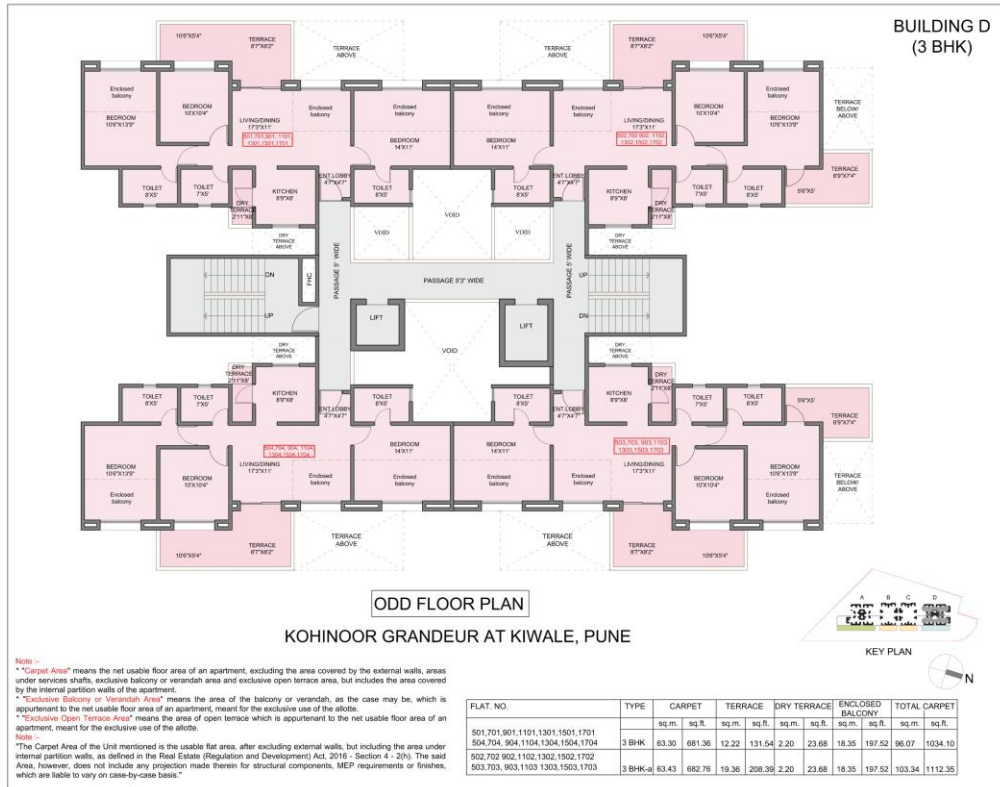 BUILDING D
(3 BHK)
10'6"X5'4"
TERRACE
8'7"X8'2"
TERRACE
ABOVE
TERRACE
ABOVE
TERRACE
8'7"X8'2"
10'6"X5'4"
Enclosed
balcony
BEDROOM
10'6"X13'9"
BEDROOM
10'X10'4"
LIVING/DINING
17'3"X11'
501,701,901, 1101,
1301,1501,1701
Enclosed
balcony
Enclosed
balcony
BEDROOM
14'X11'
Enclosed
balcony
BEDROOM
14'X11'
Enclosed
balcony
LIVING/DINING
17'3"X11'
502,702 902, 1102
1302,1502,1702
BEDROOM
10'X10'4"
Enclosed
balcony
BEDROOM
10'6"X13'9"
TERRACE
BELOW/
ABOVE
TERRACE
6'9"X7'4"
5'6"X5'
TOILET
8'X5'
TOILET
7'X5'
DRY
TERRACE
2'11"X8'
KITCHEN
8'9"X8'
ENT.LOBBY
4'7"X4'7"
TOILET
8'X5'
VOID
TOILET
8'X5'
ENT.LOBBY
4'7"X4'7"
KITCHEN
8'9"X8'
DRY
TERRACE
2'11"X8'
TOILET
7'X5'
TOILET
8'X5'
VOID
VOID
DRY
TERRACE
ABOVE
DRY
TERRACE
ABOVE
DN
UP
FHC
PASSAGE 5' WIDE
PASSAGE 5'3" WIDE
PASSAGE 5' WIDE
UP
DN
LIFT
VOID
LIFT
DRY
TERRACE
ABOVE
DRY
TERRACE
ABOVE
TOILET
8'X5'
TOILET
7'X5'
DRY
TERRACE
2'11"X8'
KITCHEN
8'9"X8'
ENT.LOBBY
4'7"X4'7"
TOILET
8'X5'
TOILET
8'X5'
ENT.LOBBY
4'7"X4'7"
KITCHEN
8'9"X8'
DRY
TERRACE
2'11"X8'
TOILET
7'X5'
TOILET
8'X5'
5'6"X5'
TERRACE
6'9"X7'4"
BEDROOM
10'6"X13'9"
Enclosed
balcony
BEDROOM
10'X10'4"
504,704, 904, 1104
1304,1504,1704
LIVING/DINING
17'3"X11'
Enclosed
balcony
BEDROOM
14'X11'
Enclosed
balcony
BEDROOM
14'X11'
Enclosed
balcony
503,703, 903,1103
1303,1503,1703
LIVING/DINING
17'3"X11'
Enclosed
balcony
BEDROOM
10'X10'4"
BEDROOM
10'6"X13'9"
Enclosed
balcony
TERRACE
BELOW/
ABOVE
10'6"X5'4"
TERRACE
8'7"X8'2"
TERRACE
ABOVE
TERRACE
ABOVE
TERRACE
8'7"X8'2"
10'6"X5'4"
ODD FLOOR PLAN
KOHINOOR GRANDEUR AT KIWALE, PUNE
A B C D
KEY PLAN
N
Note :-
* "Carpet Area" means the net usable floor area of an apartment, excluding the area covered by the external walls, areas
under services shafts, exclusive balcony or verandah area and exclusive open terrace area, but includes the area covered
by the internal partition walls of the apartment.
* "Exclusive Balcony or Verandah Area" means the area of the balcony or verandah, as the case may be, which is
appurtenant to the net usable floor area of an apartment, meant for the exclusive use of the allotte.
* "Exclusive Open Terrace Area" means the area of open terrace which is appurtenant to the net usable floor area of an
apartment, meant for the exclusive use of the allotte.
Note :-
"The Carpet Area of the Unit mentioned is the usable flat area, after excluding external walls, but including the area under
internal partition walls, as defined in the Real Estate (Regulation and Development) Act, 2016 - Section 4 - 2(h). The said
Area, however, does not include any projection made therein for structural components, MEP requirements or finishes,
which are liable to vary on case-by-case basis."
FLAT. NO. TYPE CARPET TERRACE DRY TERRACE ENCLOSED BALCONY TOTAL CARPET
sq.m. sq.ft. sq.m. sq.ft. sq.m. sq.ft. sq.m. sq.ft. sq.m. sq.ft.
501,701,901,1101,1301,1501,1701
504,704, 904,1104,1304,1504,1704 3 BHK 63.30 681.36 12.22 131.54 2.20 23.68 18.35 197.52 96.07 1034.10
502,702 902,1102,1302,1502,1702
503,703, 903,1103 1303,1503,1703 3 BHK-a 63.43 682.76 19.36 208.39 2.20 23.68 18.35 197.52 103.34 1112.35